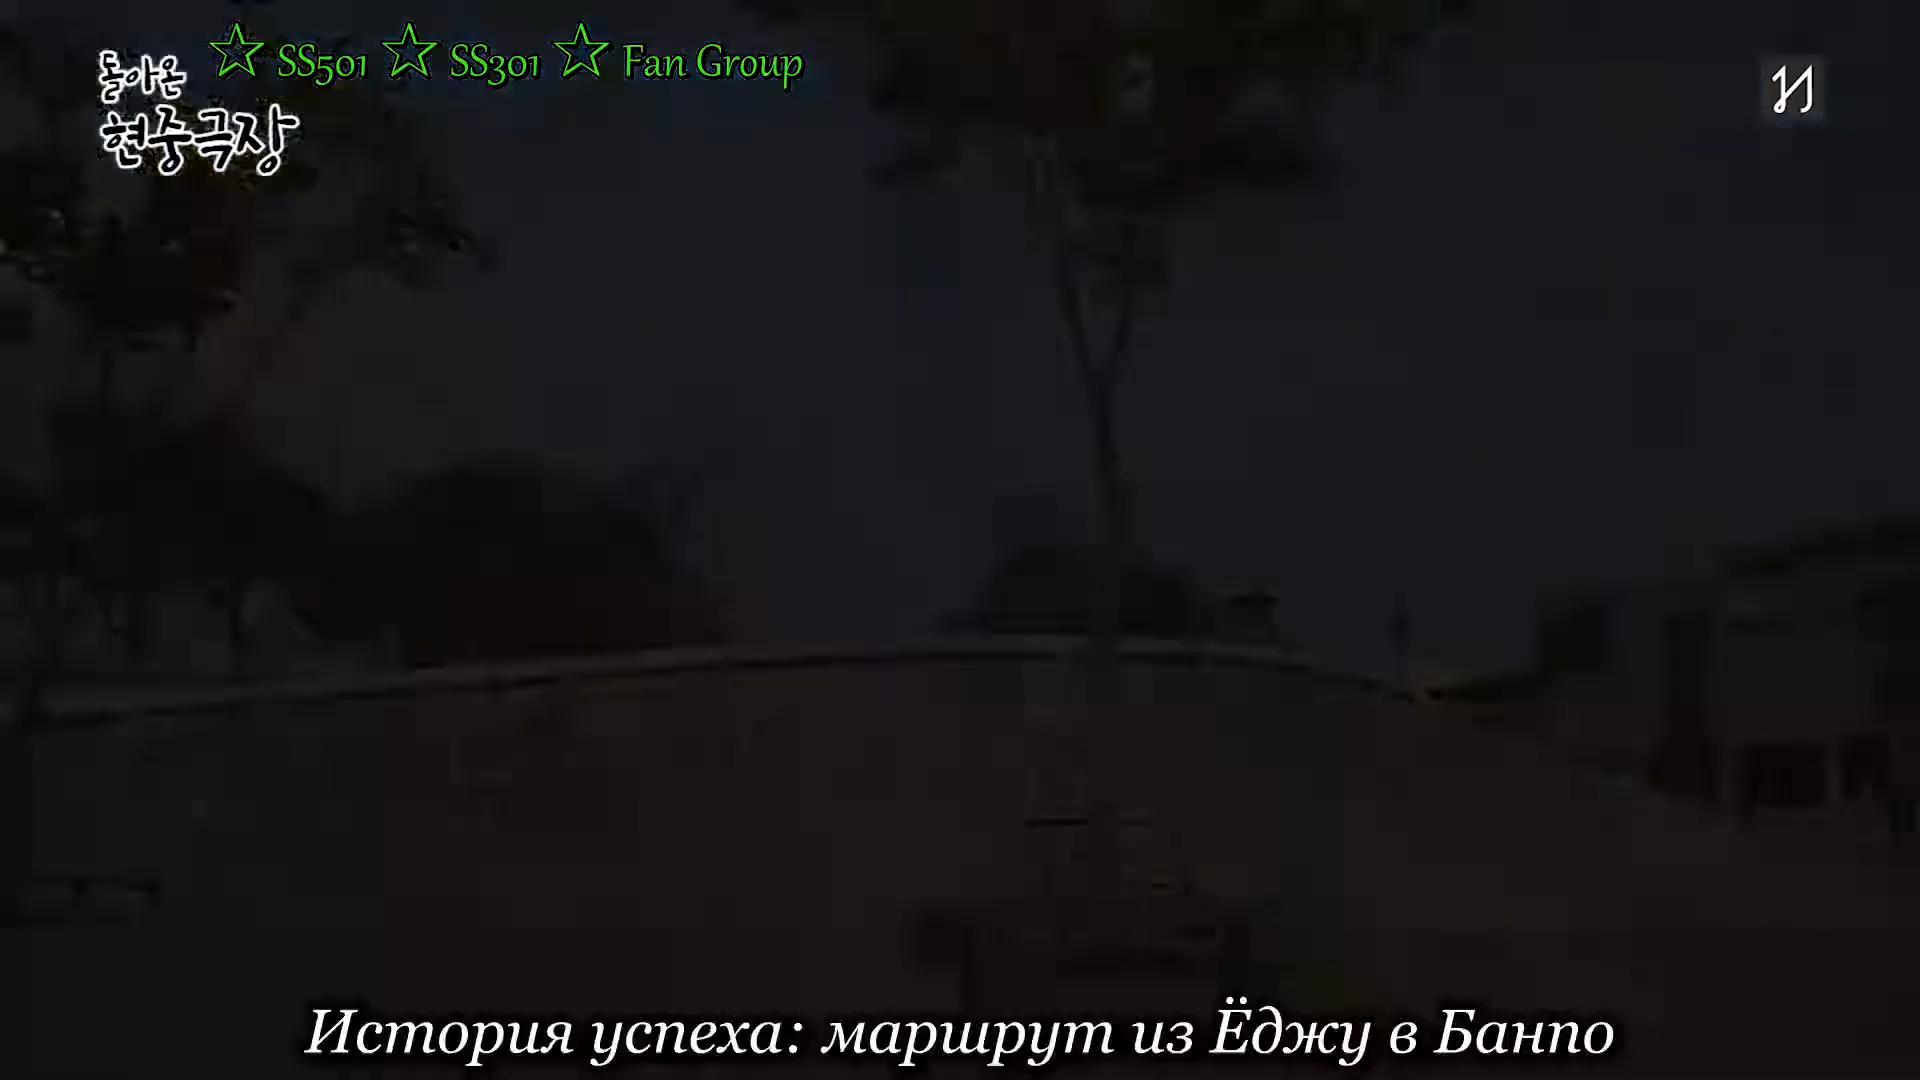 ☆ SS501 ☆ SS301 ☆ Fan Group
돌아온
현중극장
История успеха: маршрут из Ёджу в Банпо